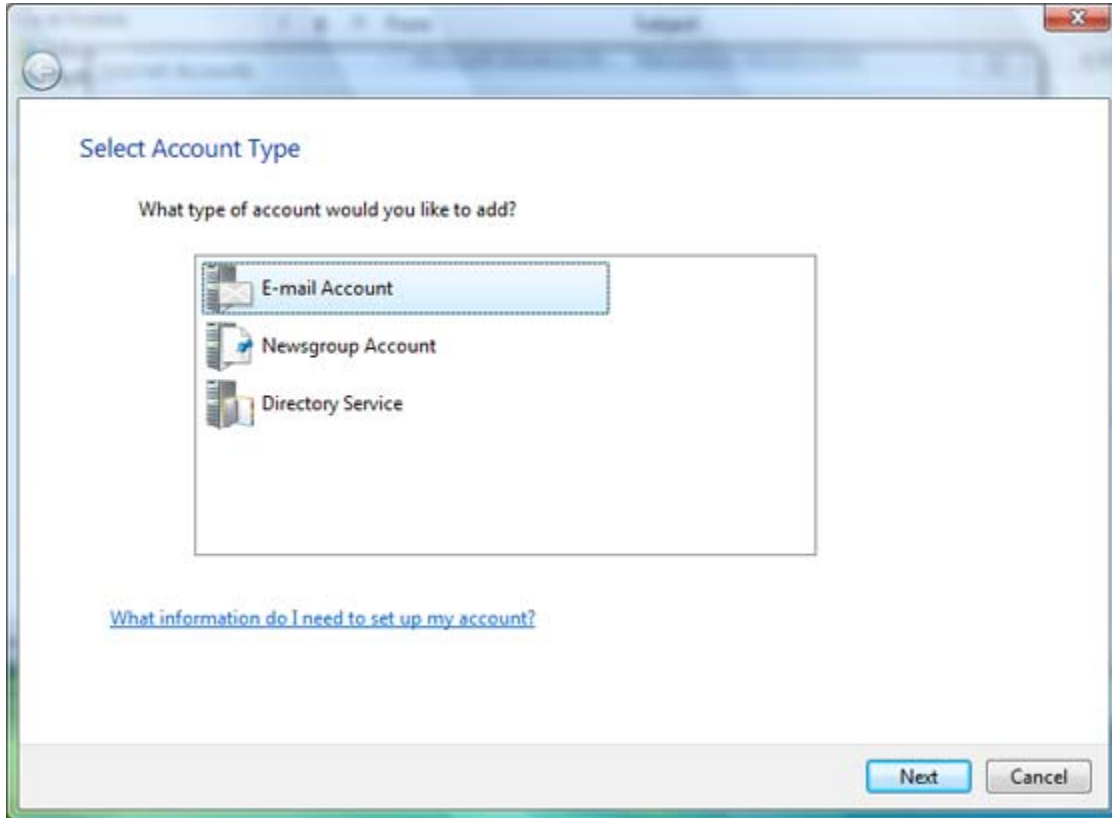 Select Account Type
What type of account would you like to add?
E-mail Account
Newsgroup Account
Directory Service
What information do I need to set up my account?
Next
Cancel